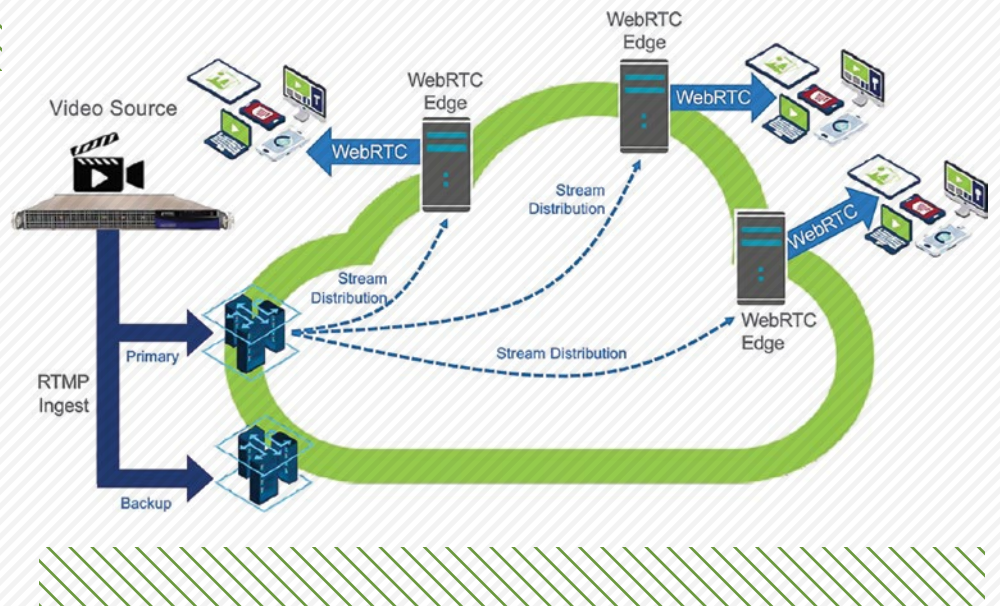 WebRTC
Edge
WebRTC
Edge
Video Source
WebRTC
WebRTC
Stream
Distribution
WebRTC
Stream
Distribution
WebRTC
Edge
Stream Distribution
Primary
RTMP
Ingest
Backup